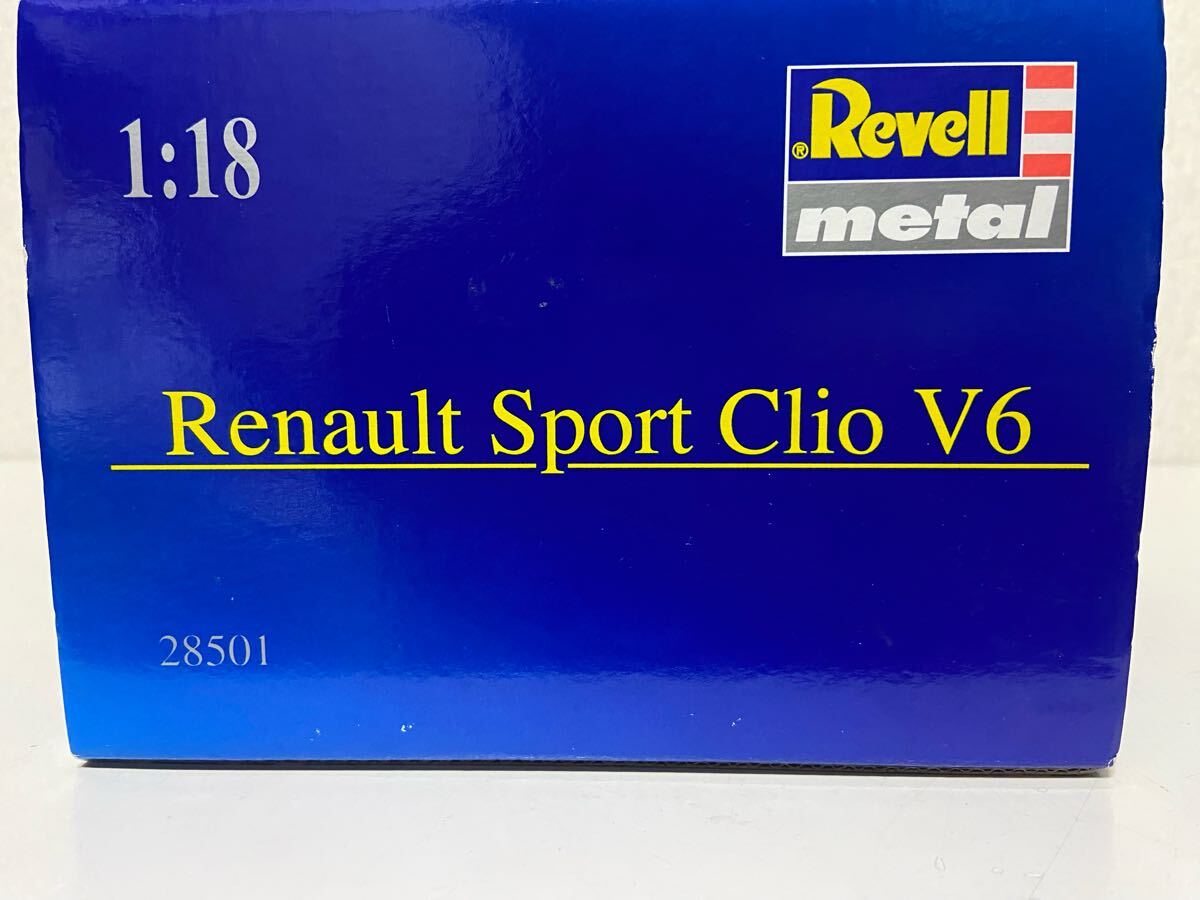 1:18
® Revell
metal
Renault Sport Clio V6
28501